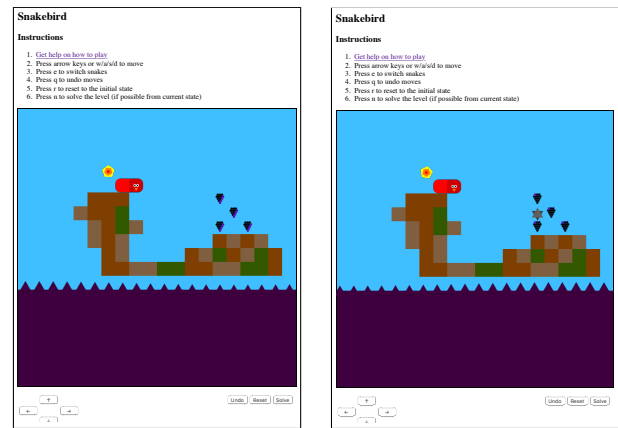 Snakebird
Instructions
1. Get help on how to play
2. Press arrow keys or w/a/s/d to move
3. Press e to switch snakes
4. Press q to undo moves
5. Press r to reset to the initial state
6. Press n to solve the level (if possible from current state)
Undo Reset Solve
Snakebird
Instructions
1. Get help on how to play
2. Press arrow keys or w/a/s/d to move
3. Press e to switch snakes
4. Press q to undo moves
5. Press r to reset to the initial state
6. Press n to solve the level (if possible from current state)
Undo Reset Solve